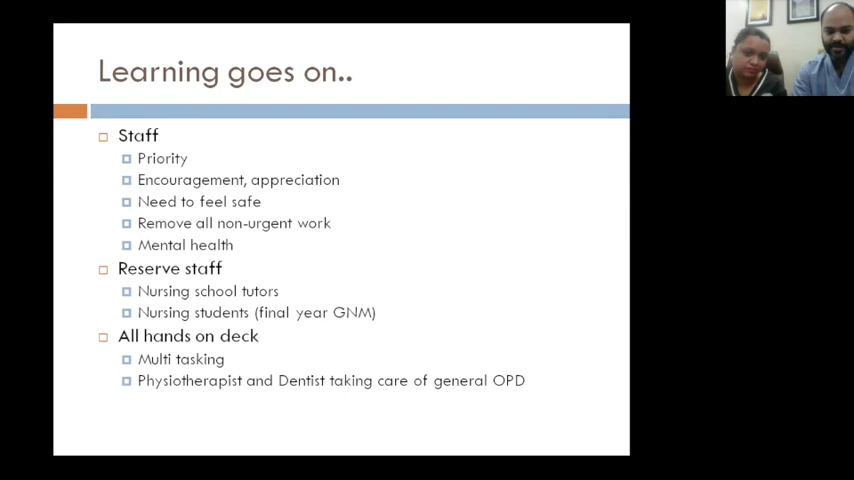 Learning goes on..
Staff
Priority
Encouragement, appreciation
Need to feel safe
Remove all non-urgent work
Mental health
Reserve staff
Nursing school tutors
Nursing students (final year GNM)
All hands on deck
Multi tasking
Physiotherapist and Dentist taking care of general OPD